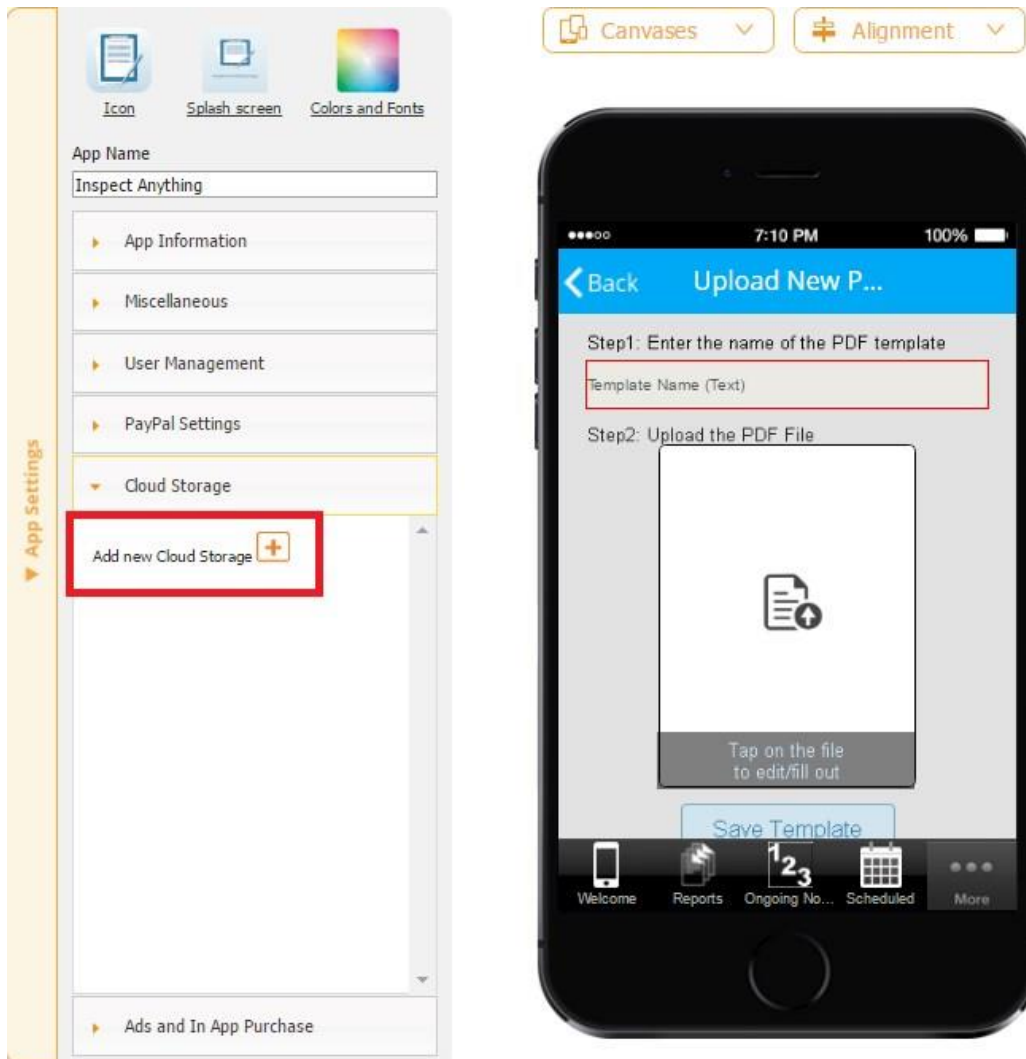 Canvases
Alignment
Icon
Splash screen
Colors and Fonts
App Name
Inspect Anything
App Information
Miscellaneous
User Management
PayPal Settings
Cloud Storage
Add new Cloud Storage
Ads and In App Purchase
App Settings
7:10 PM
100%
Back
Upload New P...
Step1: Enter the name of the PDF template
Template Name (Text)
Step2: Upload the PDF File
Tap on the file
to edit/fill out
Save Template
123
Welcome
Reports
Ongoing No...
Scheduled
More